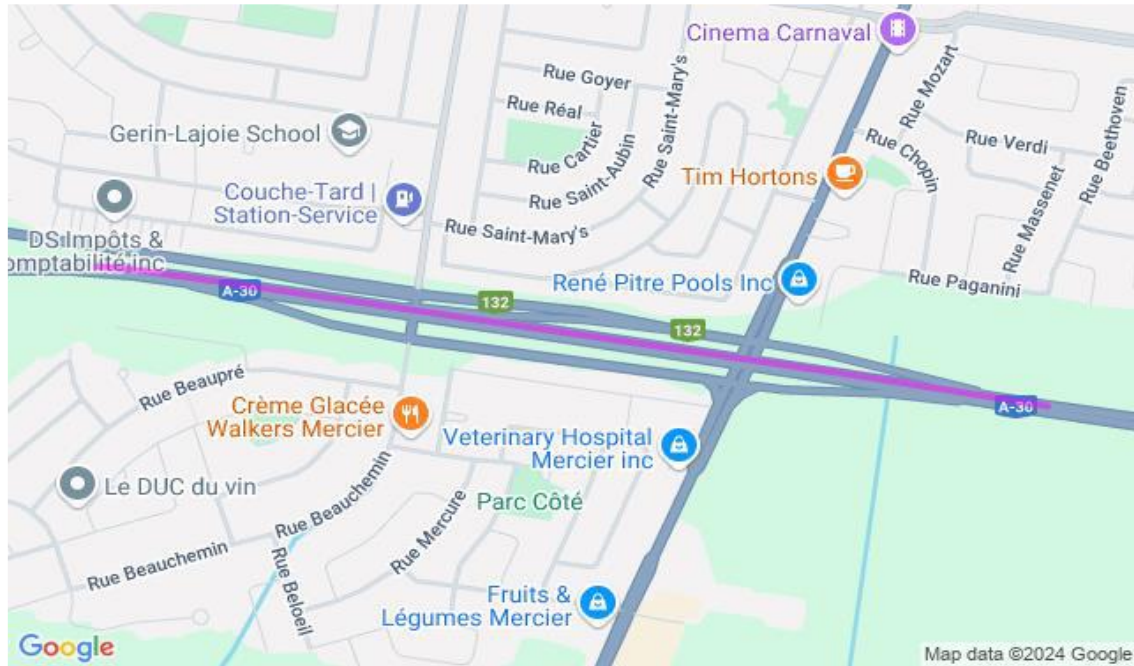 Cinema Carnaval
Rue Goyer
Rue Mozart
Rue Réal
Rue Saint-Mary's
Rue Beethoven
Gerin-Lajoie School
Rue Verdi
Rue Cartier
Rue Chopin
Rue Saint-Aubin
Tim Hortons
Couche-Tard |
Station-Service
Rue Massenet
Rue Saint-Mary's
DS Impôts &
omptabilité inc
René Pitre Pools Inc
Rue Paganini
A-30
132
132
Rue Beaupré
A-30
Crème Glacée
Walkers Mercier
Veterinary Hospital
Mercier inc
Le DUC du vin
Rue Beauchemin
Parc Côté
Rue Mercure
Rue Beauchemin
Rue Beloeil
Fruits &
Légumes Mercier
Google
Map data ©2024 Google